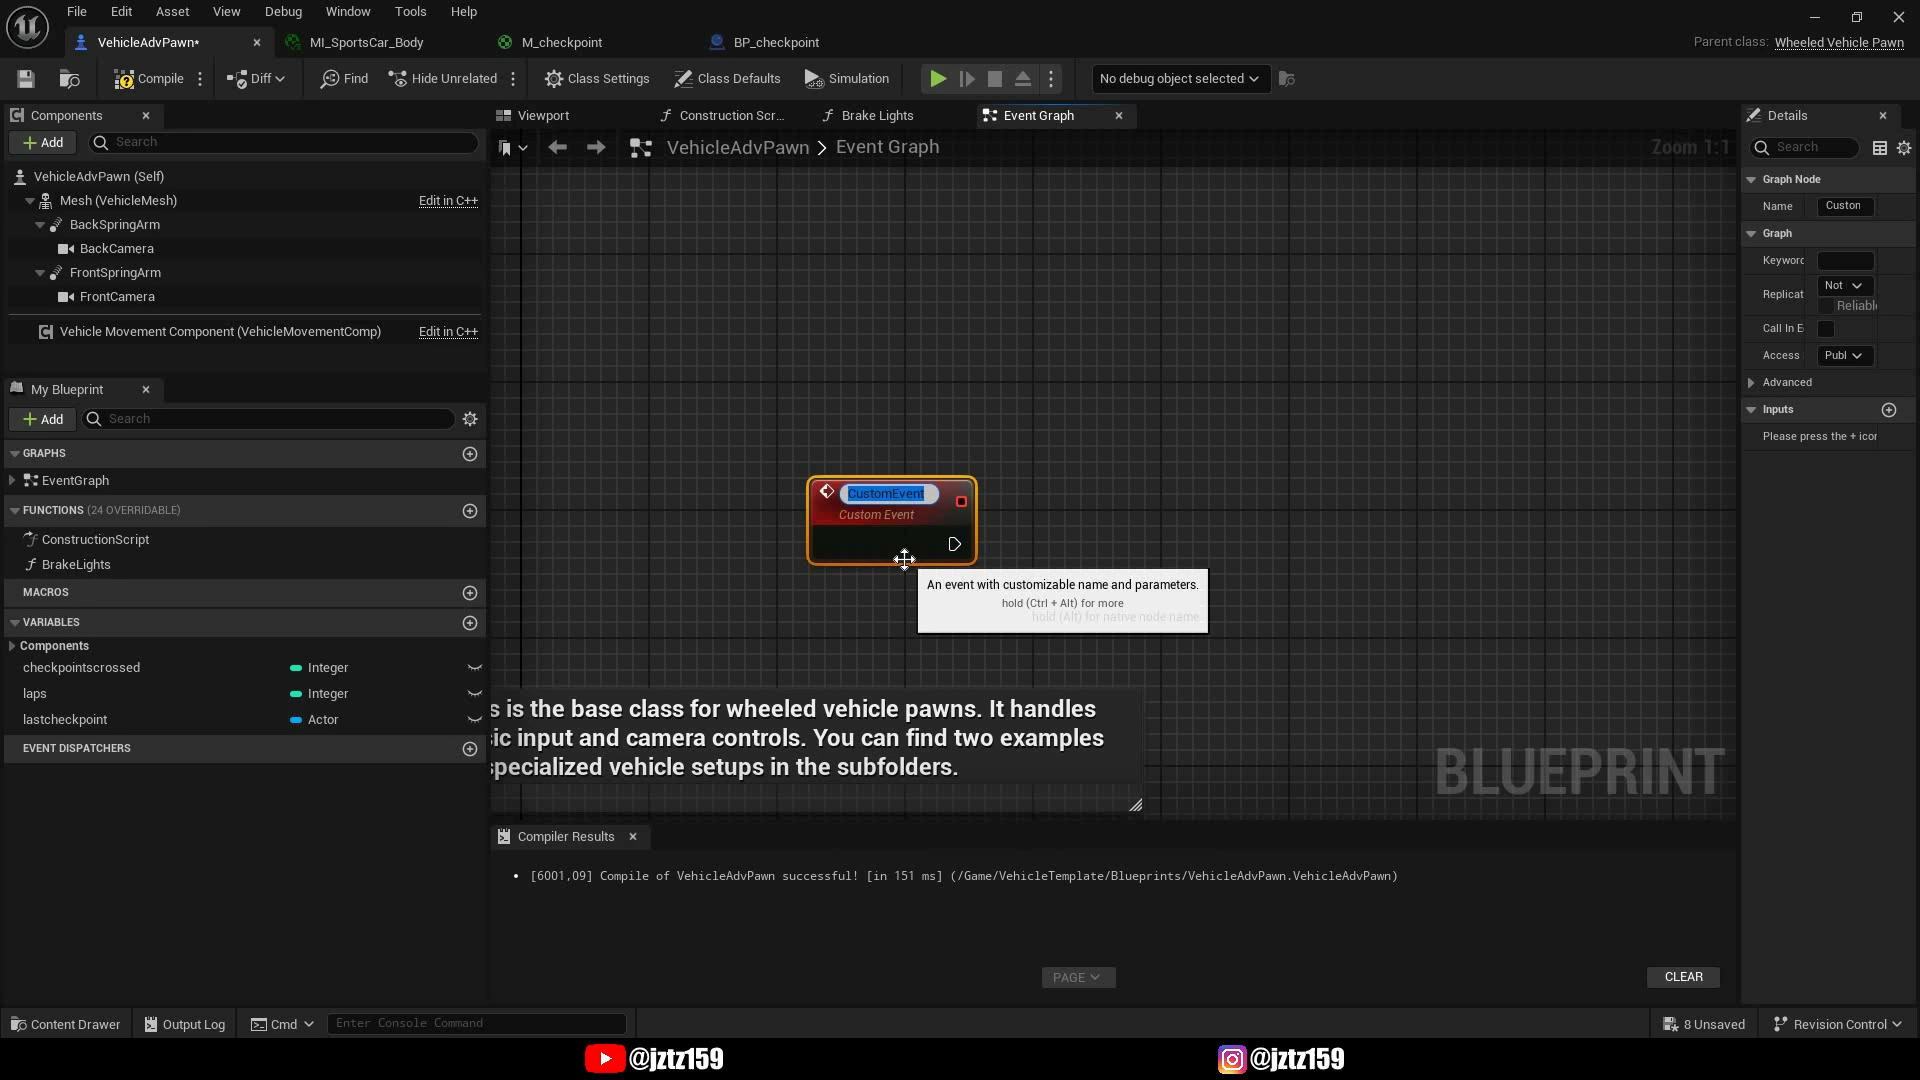 File Edit Asset View Debug Window Tools Help
VehicleAdvPawn* MI_SportsCar_Body M_checkpoint BP_checkpoint
Parent class: Wheeled Vehicle Pawn
Compile Diff Find Hide Unrelated Class Settings Class Defaults Simulation No debug object selected
Components
Add Search
VehicleAdvPawn (Self)
Mesh (VehicleMesh) Edit in C++
BackSpringArm
BackCamera
FrontSpringArm
FrontCamera
Vehicle Movement Component (VehicleMovementComp) Edit in C++
My Blueprint
Add Search
GRAPHS
EventGraph
FUNCTIONS (24 OVERRIDABLE)
ConstructionScript
BrakeLights
MACROS
VARIABLES
Components
checkpointscrossed Integer
laps Integer
lastcheckpoint Actor
EVENT DISPATCHERS
Viewport Construction Scr... Brake Lights Event Graph
VehicleAdvPawn > Event Graph
Zoom 1:1
CustomEvent
Custom Event
An event with customizable name and parameters.
hold (Ctrl + Alt) for more
hold (Alt) for native node name
s is the base class for wheeled vehicle pawns. It handles
sic input and camera controls. You can find two examples
specialized vehicle setups in the subfolders.
BLUEPRINT
Compiler Results
• [6001,09] Compile of VehicleAdvPawn successful! [in 151 ms] (/Game/VehicleTemplate/Blueprints/VehicleAdvPawn.VehicleAdvPawn)
PAGE
CLEAR
Details
Search
Graph Node
Name Custon
Graph
Keyworc
Replicat Not
Reliabl
Call In E
Access Publ
Advanced
Inputs
Please press the + icor
Content Drawer Output Log Cmd Enter Console Command 8 Unsaved Revision Control
@jztz159 @jztz159